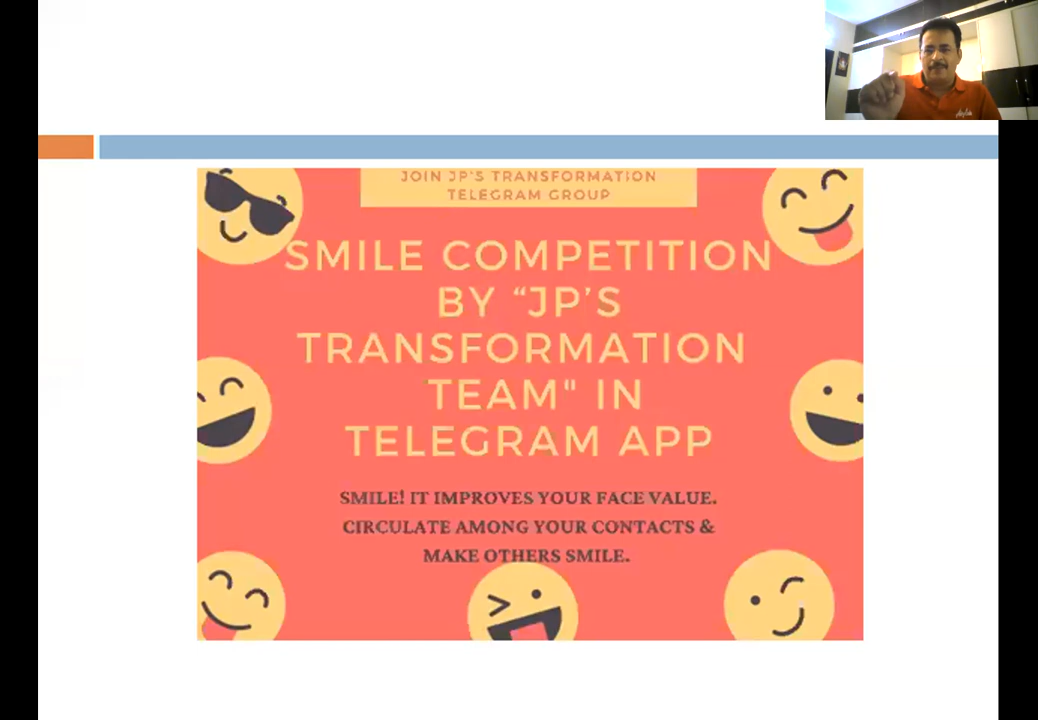 JOIN JP'S TRANSFORMATION
TELEGRAM GROUP
SMILE COMPETITION
BY “JP’S
TRANSFORMATION
TEAM" IN
TELEGRAM APP
SMILE! IT IMPROVES YOUR FACE VALUE.
CIRCULATE AMONG YOUR CONTACTS &
MAKE OTHERS SMILE.